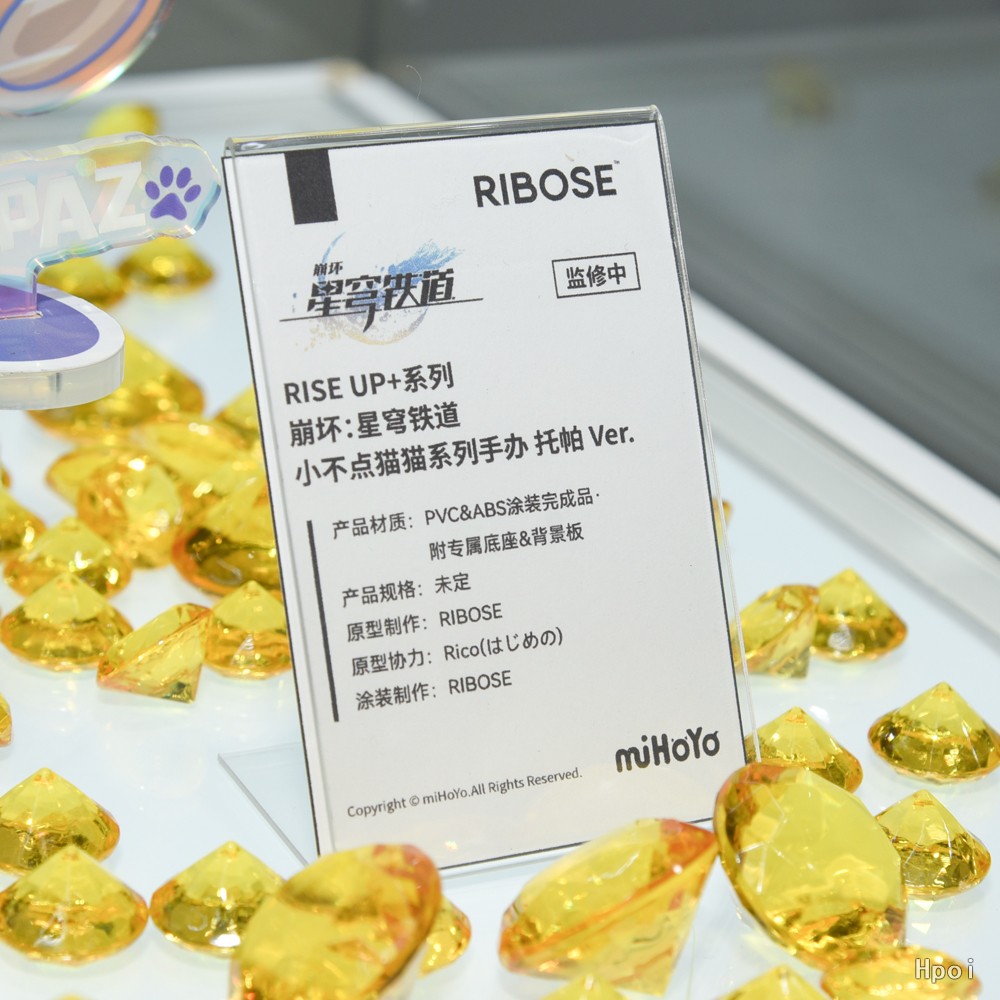 PAZ
RIBOSE™
崩坏
星穹铁道
监修中
RISE UP+系列
崩坏:星穹铁道
小不点猫猫系列手办 托帕 Ver.
产品材质: PVC&ABS涂装完成品·
附专属底座&背景板
产品规格: 未定
原型制作: RIBOSE
原型协力: Rico(はじめの)
涂装制作: RIBOSE
miHoYo
Copyright © miHoYo.All Rights Reserved.
Hpoi